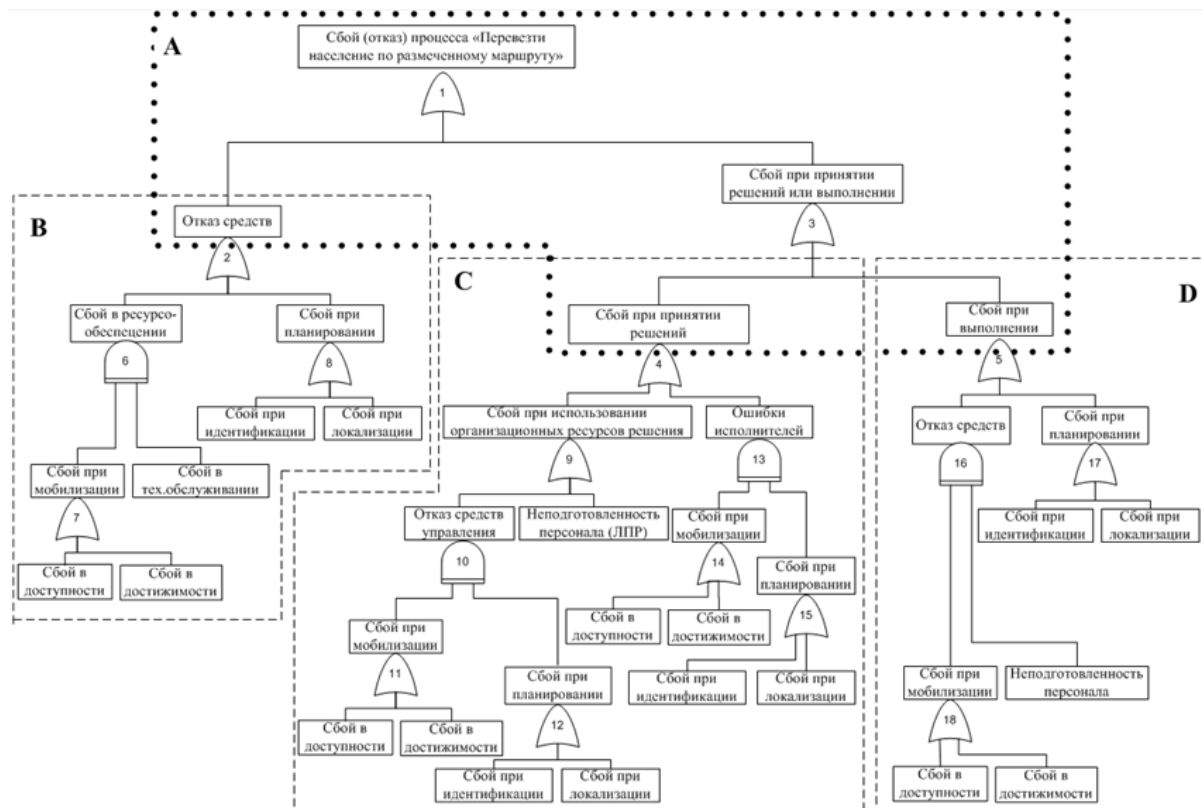 A
Сбой (отказ) процесса «Перевезти
население по размеченному маршруту»
1
Сбой при принятии
решений или выполнении
3
B
Отказ средств
2
Сбой в ресурсо-
обеспецении
6
Сбой при
планировании
8
Сбой при
идентификации
Сбой при
локализации
Сбой при
мобилизации
7
Сбой в
тех.обслуживании
Сбой в
доступности
Сбой в
достижимости
C
Сбой при принятии
решений
4
Сбой при использовании
организационных ресурсов решения
9
Ошибки
исполнителей
13
Отказ средств
управления
10
Неподготовленность
персонала (ЛПР)
Сбой при
мобилизации
14
Сбой при
планировании
15
Сбой в
доступности
Сбой в
достижимости
Сбой при
идентификации
Сбой при
локализации
Сбой при
мобилизации
11
Сбой при
планировании
12
Сбой в
доступности
Сбой в
достижимости
Сбой при
идентификации
Сбой при
локализации
D
Сбой при
выполнении
5
Отказ средств
16
Сбой при
планировании
17
Сбой при
идентификации
Сбой при
локализации
Сбой при
мобилизации
18
Неподготовленность
персонала
Сбой в
доступности
Сбой в
достижимости